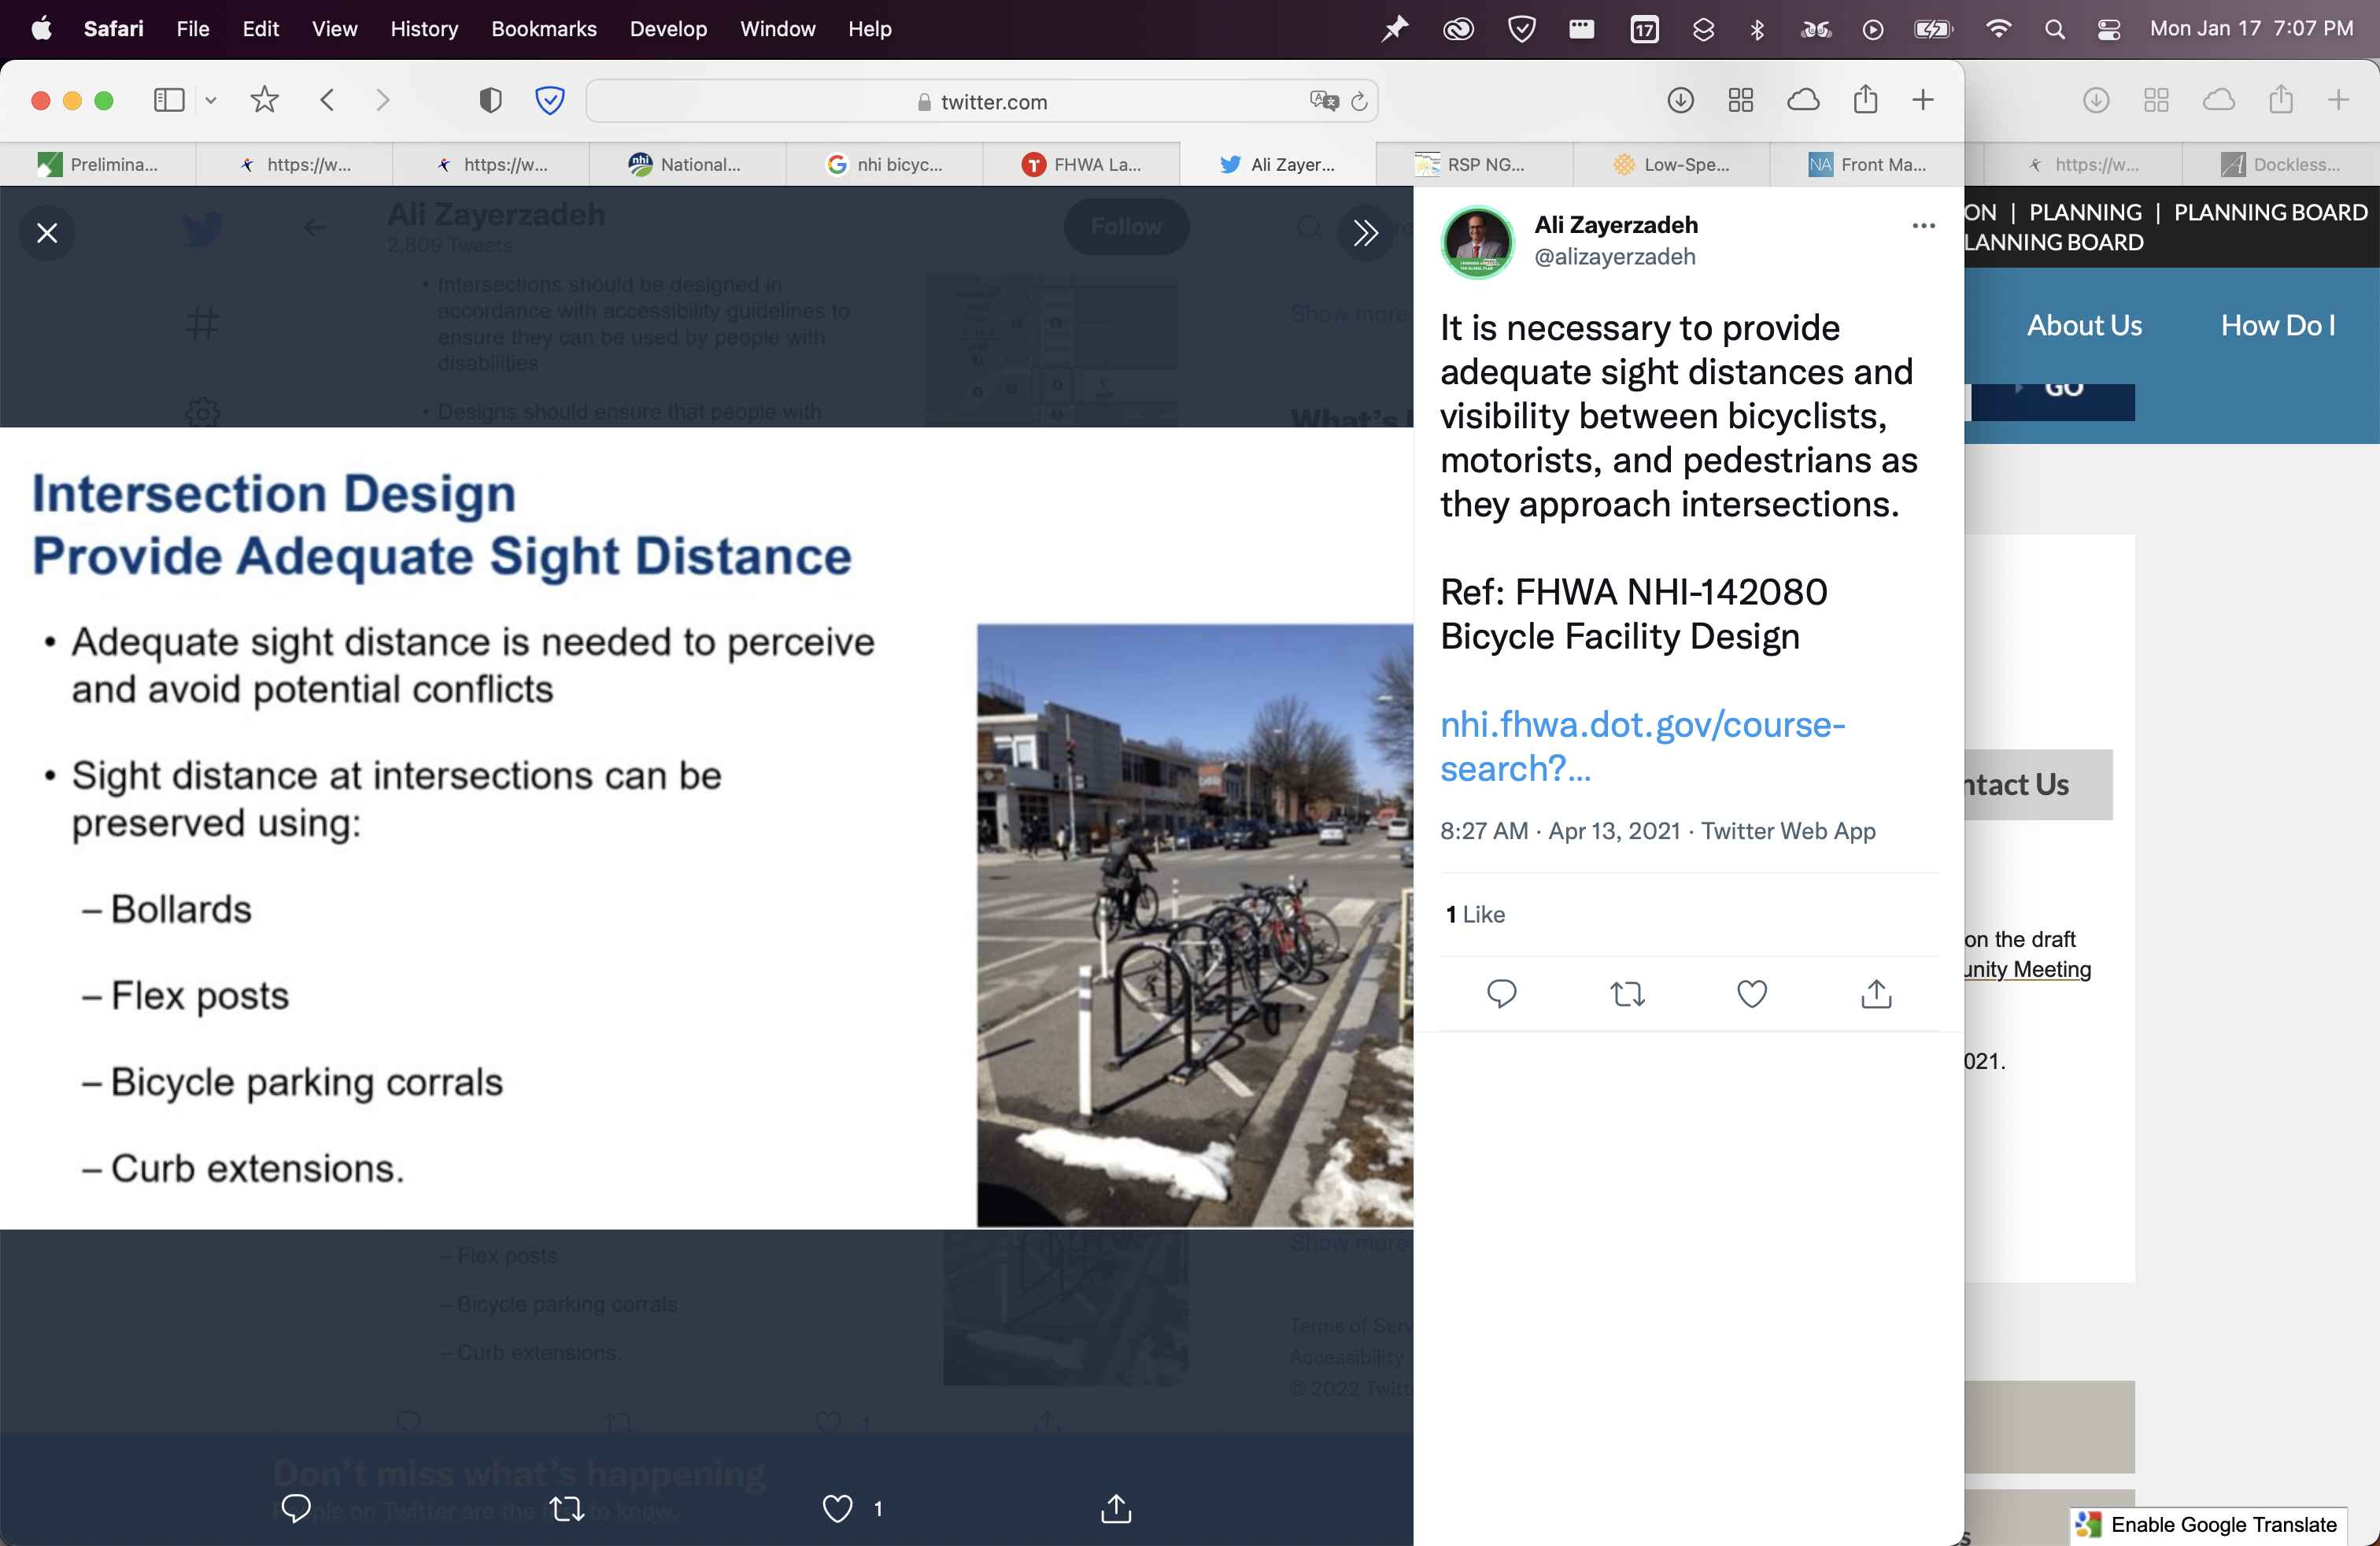 Safari File Edit View History Bookmarks Develop Window Help
17
Mon Jan 17 7:07 PM
twitter.com
Prelimina...
https://w...
https://w...
nhi
National...
nhi bicyc...
FHWA La...
Ali Zayer...
RSP NG...
Low-Spe...
NA
Front Ma...
https://w...
Dockless...
Ali Zayerzadeh
2,809 Tweets
Follow
• Intersections should be designed in
accordance with accessibility guidelines to
ensure they can be used by people with
disabilities
• Designs should ensure that people with
Show more
What's
Intersection Design
Provide Adequate Sight Distance
• Adequate sight distance is needed to perceive
and avoid potential conflicts
• Sight distance at intersections can be
preserved using:
– Bollards
– Flex posts
– Bicycle parking corrals
– Curb extensions.
– Flex posts
– Bicycle parking corrals
– Curb extensions.
Show more
Terms of Serv
Accessibility
© 2022 Twitt
1
Don't miss what's happening
People on Twitter are the first to know.
1
Ali Zayerzadeh
@alizayerzadeh
It is necessary to provide
adequate sight distances and
visibility between bicyclists,
motorists, and pedestrians as
they approach intersections.
Ref: FHWA NHI-142080
Bicycle Facility Design
nhi.fhwa.dot.gov/course-
search?...
8:27 AM · Apr 13, 2021 · Twitter Web App
1 Like
ON | PLANNING | PLANNING BOARD
LANNING BOARD
About Us
How Do I
GO
ntact Us
on the draft
unity Meeting
021.
s
Enable Google Translate